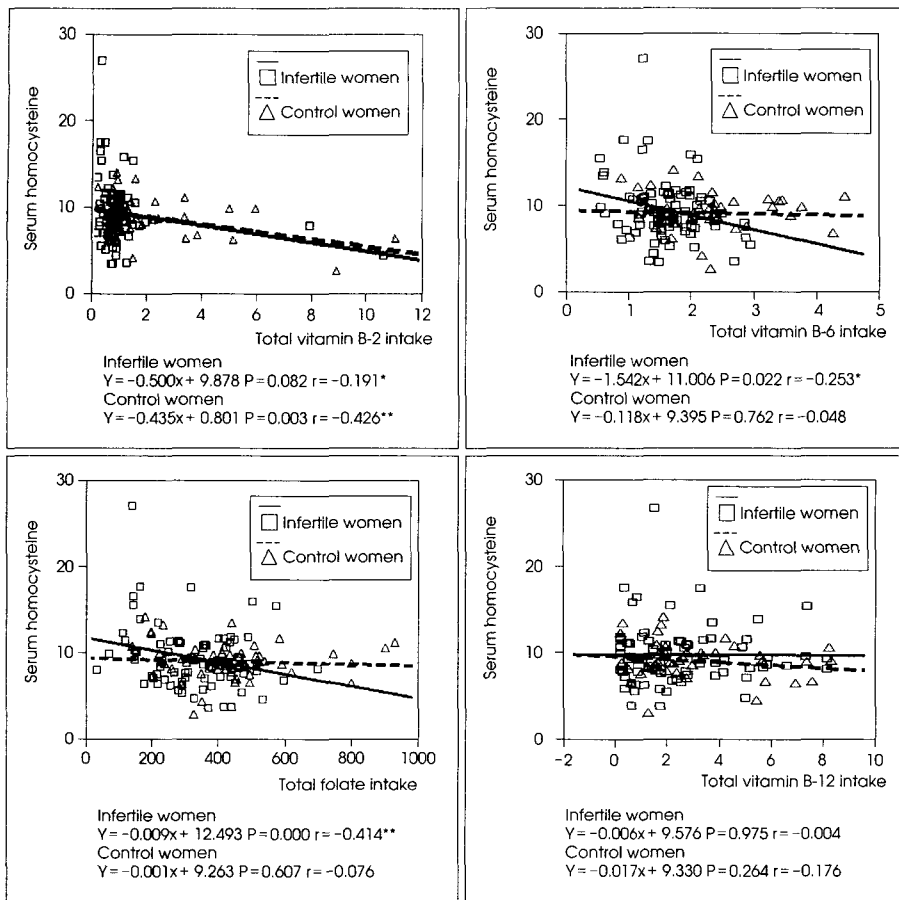 30
20
10
0
Serum homocysteine
Infertile women
Control women
0 2 4 6 8 10 12
Total vitamin B-2 intake
Infertile women
Y=-0.500x+ 9.878 P=0.082 r=-0.191*
Control women
Y=-0.435x+ 0.801 P=0.003 r=-0.426**
30
20
10
0
Serum homocysteine
Infertile women
Control women
0 1 2 3 4 5
Total vitamin B-6 intake
Infertile women
Y=-1.542x+ 11.006 P=0.022 r=-0.253*
Control women
Y=-0.118x+ 9.395 P=0.762 r=-0.048
30
20
10
0
Serum homocysteine
Infertile women
Control women
0 200 400 600 800 1000
Total folate intake
Infertile women
Y=-0.009x+ 12.493 P=0.000 r=-0.414**
Control women
Y=-0.001x+ 9.263 P=0.607 r=-0.076
30
20
10
0
Serum homocysteine
Infertile women
Control women
-2 0 2 4 6 8 10
Total vitamin B-12 intake
Infertile women
Y=-0.006x+ 9.576 P=0.975 r=-0.004
Control women
Y=-0.017x+ 9.330 P=0.264 r=-0.176